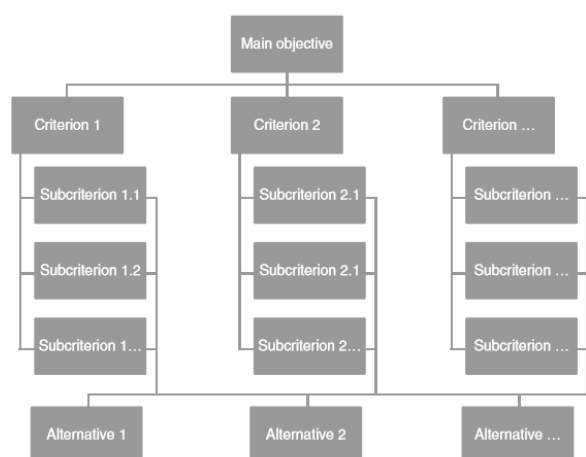 Main objective
Criterion 1
Criterion 2
Criterion ...
Subcriterion 1.1
Subcriterion 2.1
Subcriterion ...
Subcriterion 1.2
Subcriterion 2.1
Subcriterion ...
Subcriterion 1...
Subcriterion 2...
Subcriterion ...
Alternative 1
Alternative 2
Alternative ...